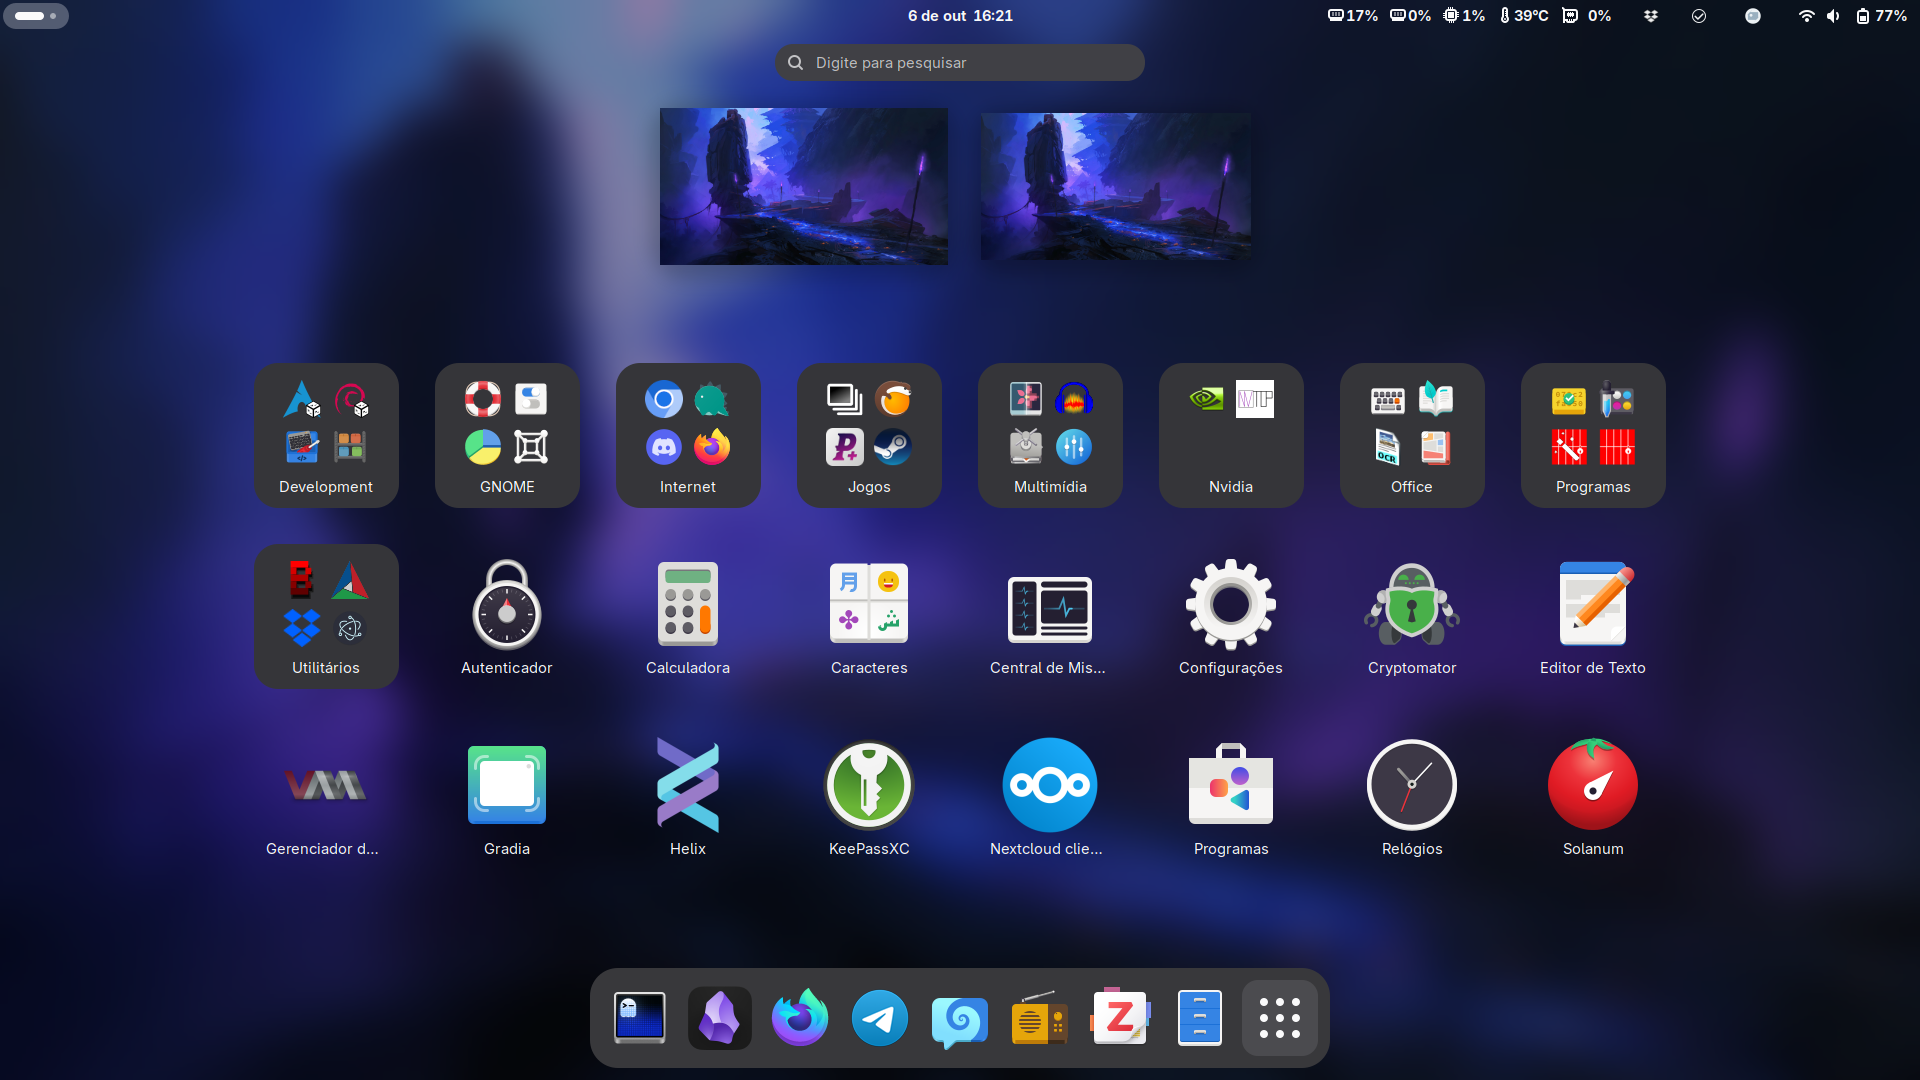 6 de out 16:21
17% 0% 1% 39°C 0% 77%
Digite para pesquisar
Development GNOME Internet Jogos Multimídia Nvidia Office Programas
Utilitários Autenticador Calculadora Caracteres Central de Mis... Configurações Cryptomator Editor de Texto
Gerenciador d... Gradia Helix KeePassXC Nextcloud clie... Programas Relógios Solanum